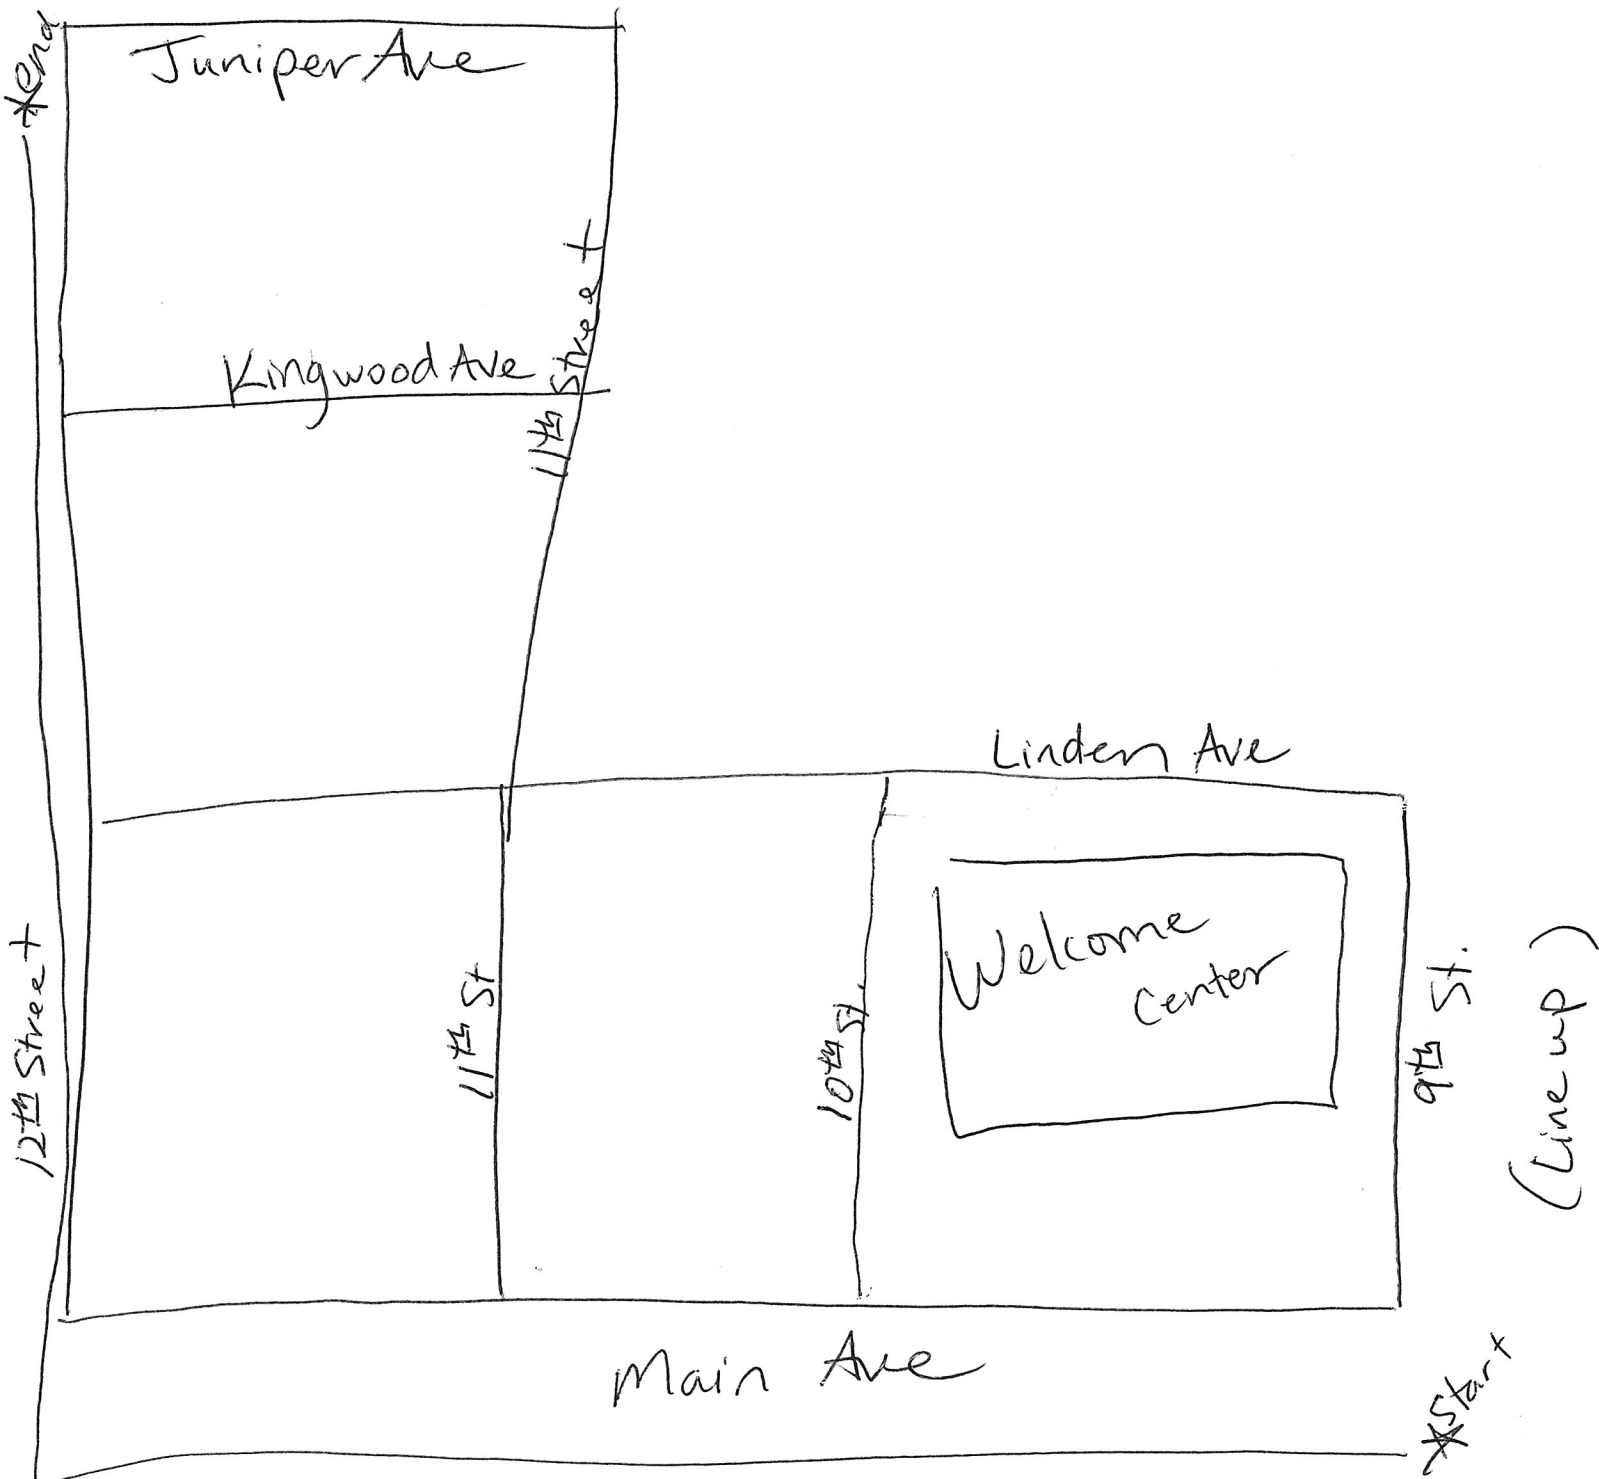 *end
Juniper Ave
Kingwood Ave
11th Street
Linden Ave
Welcome
Center
12th Street
11th St
10th St.
9th St.
(Line up)
Main Ave
*Start